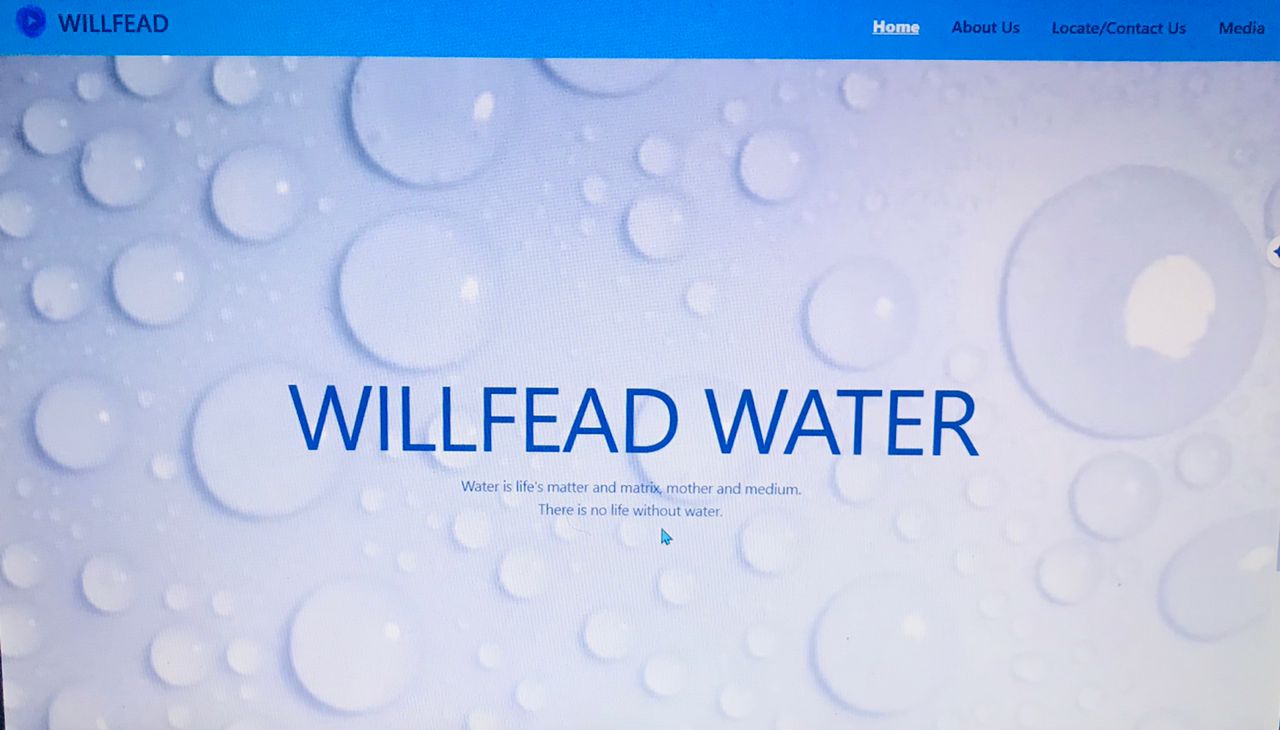 WILLFEAD
Home About Us Locate/Contact Us Media
WILLFEAD WATER
Water is life's matter and matrix, mother and medium.
There is no life without water.